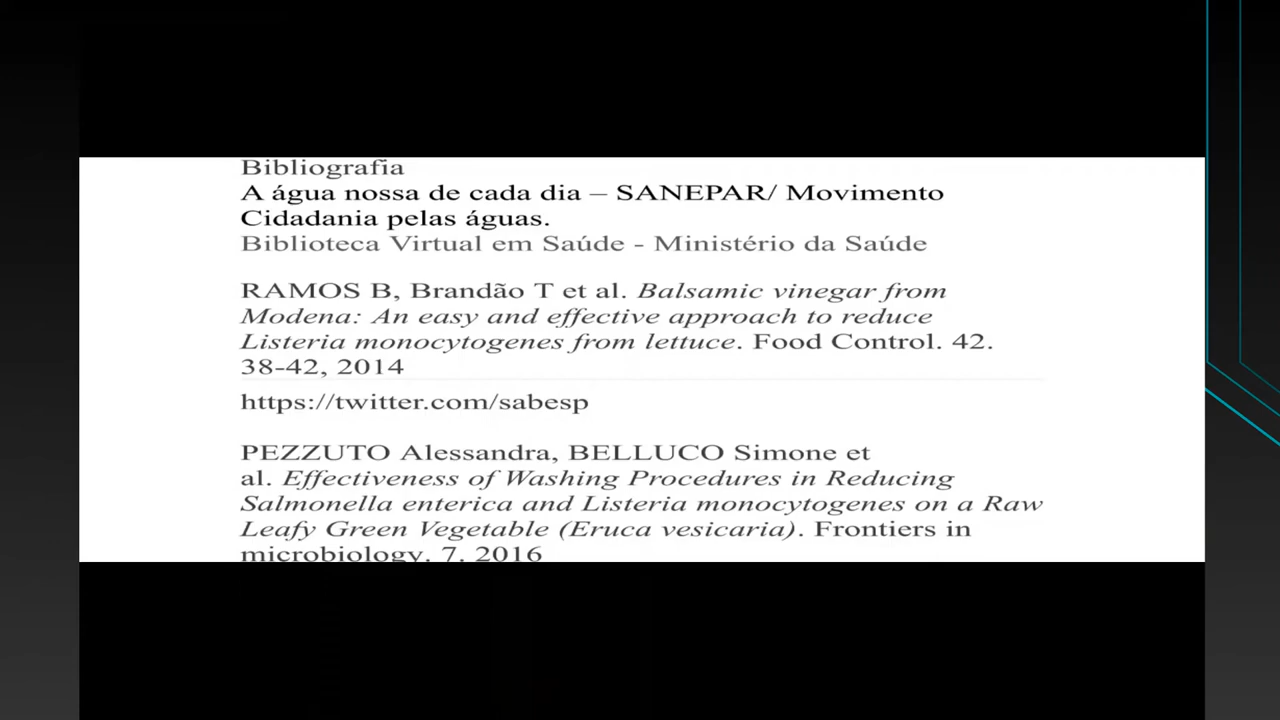 Bibliografia
A água nossa de cada dia – SANEPAR/ Movimento
Cidadania pelas águas.
Biblioteca Virtual em Saúde - Ministério da Saúde
RAMOS B, Brandão T et al. Balsamic vinegar from
Modena: An easy and effective approach to reduce
Listeria monocytogenes from lettuce. Food Control. 42.
38-42, 2014
https://twitter.com/sabesp
PEZZUTO Alessandra, BELLUCO Simone et
al. Effectiveness of Washing Procedures in Reducing
Salmonella enterica and Listeria monocytogenes on a Raw
Leafy Green Vegetable (Eruca vesicaria). Frontiers in
microbiology. 7. 2016